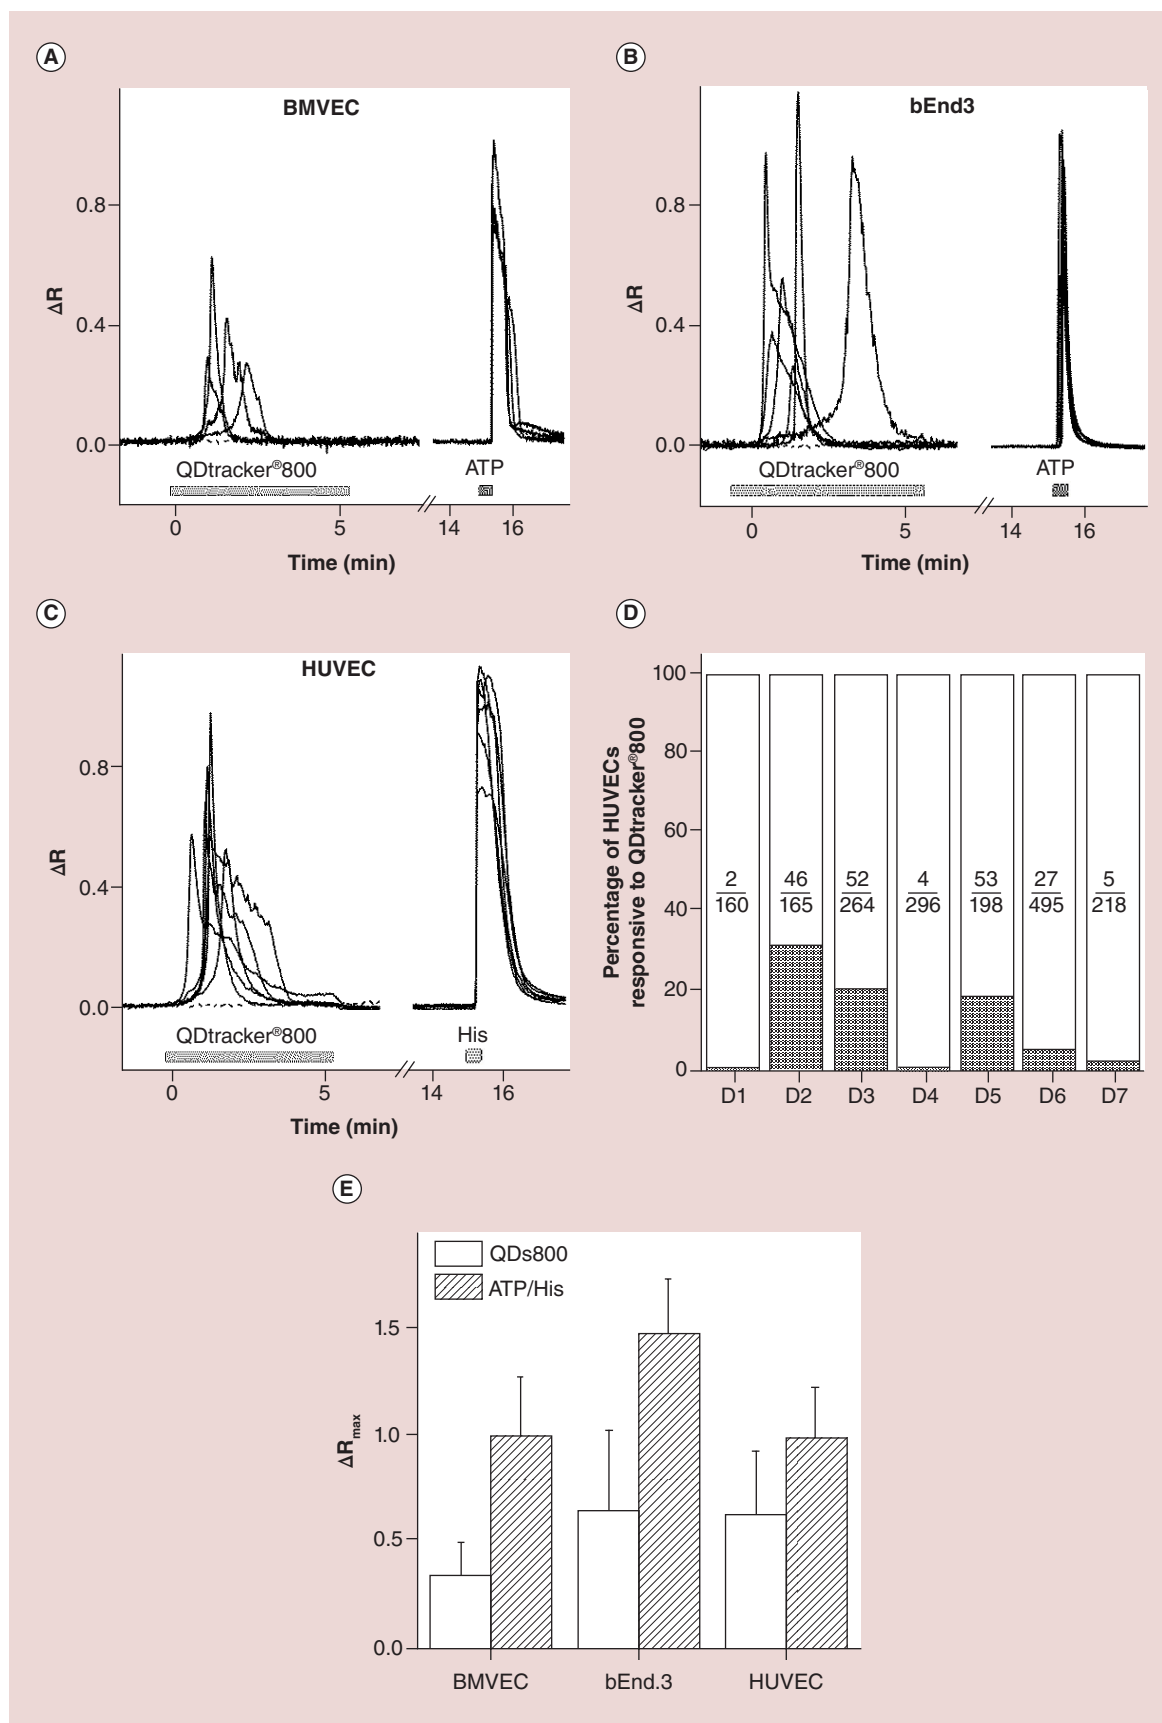 A
BMVEC
0.8
0.4
0.0
ΔR
QDtracker®800
ATP
0
5
14
16
Time (min)
B
bEnd3
0.8
0.4
0.0
ΔR
QDtracker®800
ATP
0
5
14
16
Time (min)
C
HUVEC
0.8
0.4
0.0
ΔR
QDtracker®800
His
0
5
14
16
Time (min)
D
Percentage of HUVECs
responsive to QDtracker®800
100
80
60
40
20
0
2
160
46
165
52
264
4
296
53
198
27
495
5
218
D1
D2
D3
D4
D5
D6
D7
E
QDs800
ATP/His
ΔRmax
1.5
1.0
0.5
0.0
BMVEC
bEnd.3
HUVEC